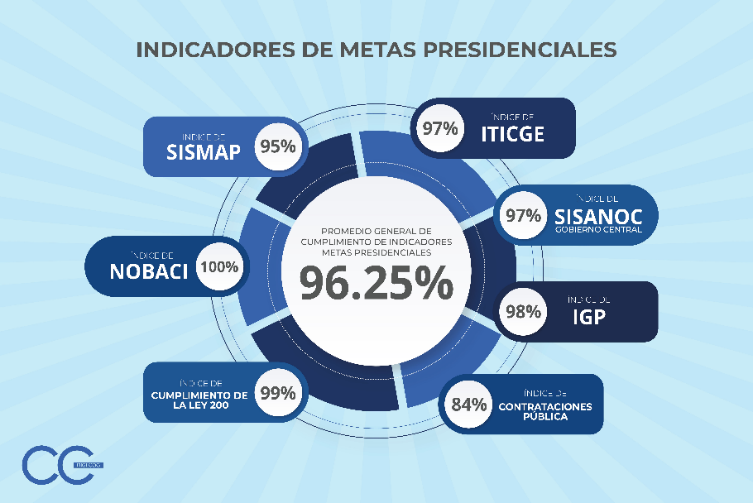 INDICADORES DE METAS PRESIDENCIALES
ÍNDICE DE
SISMAP
95%
97%
ÍNDICE DE
ITICGE
97%
ÍNDICE DE
SISANOC
GOBIERNO CENTRAL
ÍNDICE DE
NOBACI
100%
PROMEDIO GENERAL DE
CUMPLIMIENTO DE INDICADORES
METAS PRESIDENCIALES
96.25%
98%
ÍNDICE DE
IGP
ÍNDICE DE
CUMPLIMIENTO DE
LA LEY 200
99%
84%
ÍNDICE DE
CONTRATACIONES
PÚBLICA
CC